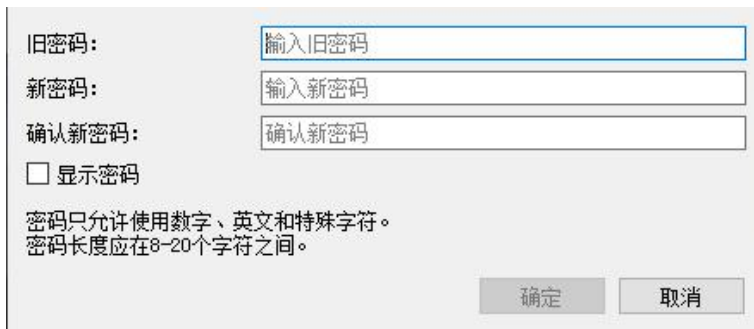 旧密码： 输入旧密码
新密码： 输入新密码
确认新密码： 确认新密码
显示密码
密码只允许使用数字、英文和特殊字符。
密码长度应在8-20个字符之间。
确定 取消